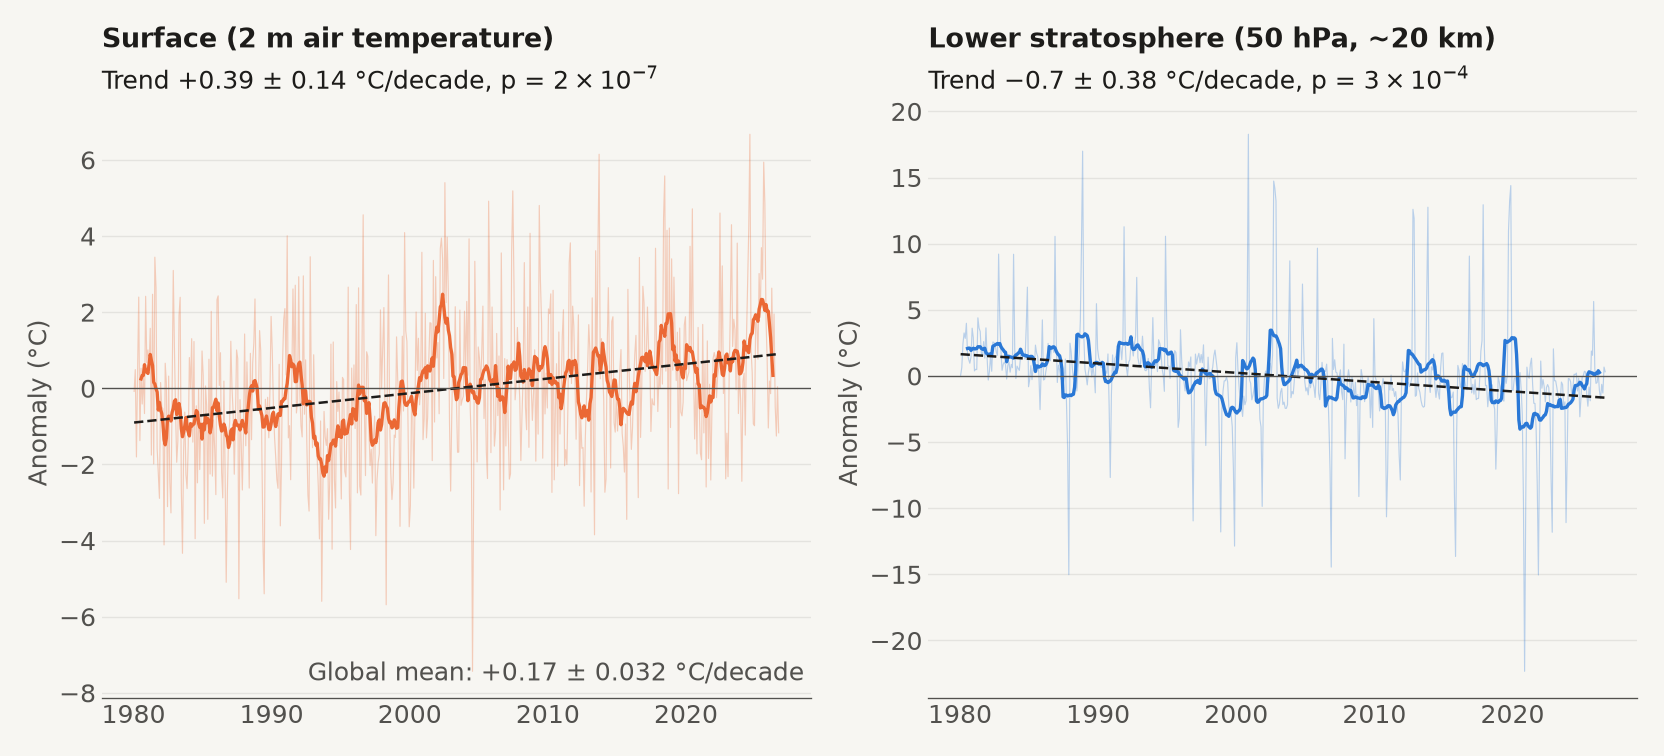 Surface (2 m air temperature)
Trend +0.39 ± 0.14 °C/decade, p = 2 × 10⁻⁷
Anomaly (°C)
6
4
2
0
−2
−4
−6
−8
Global mean: +0.17 ± 0.032 °C/decade
1980 1990 2000 2010 2020
Lower stratosphere (50 hPa, ~20 km)
Trend −0.7 ± 0.38 °C/decade, p = 3 × 10⁻⁴
Anomaly (°C)
20
15
10
5
0
−5
−10
−15
−20
1980 1990 2000 2010 2020